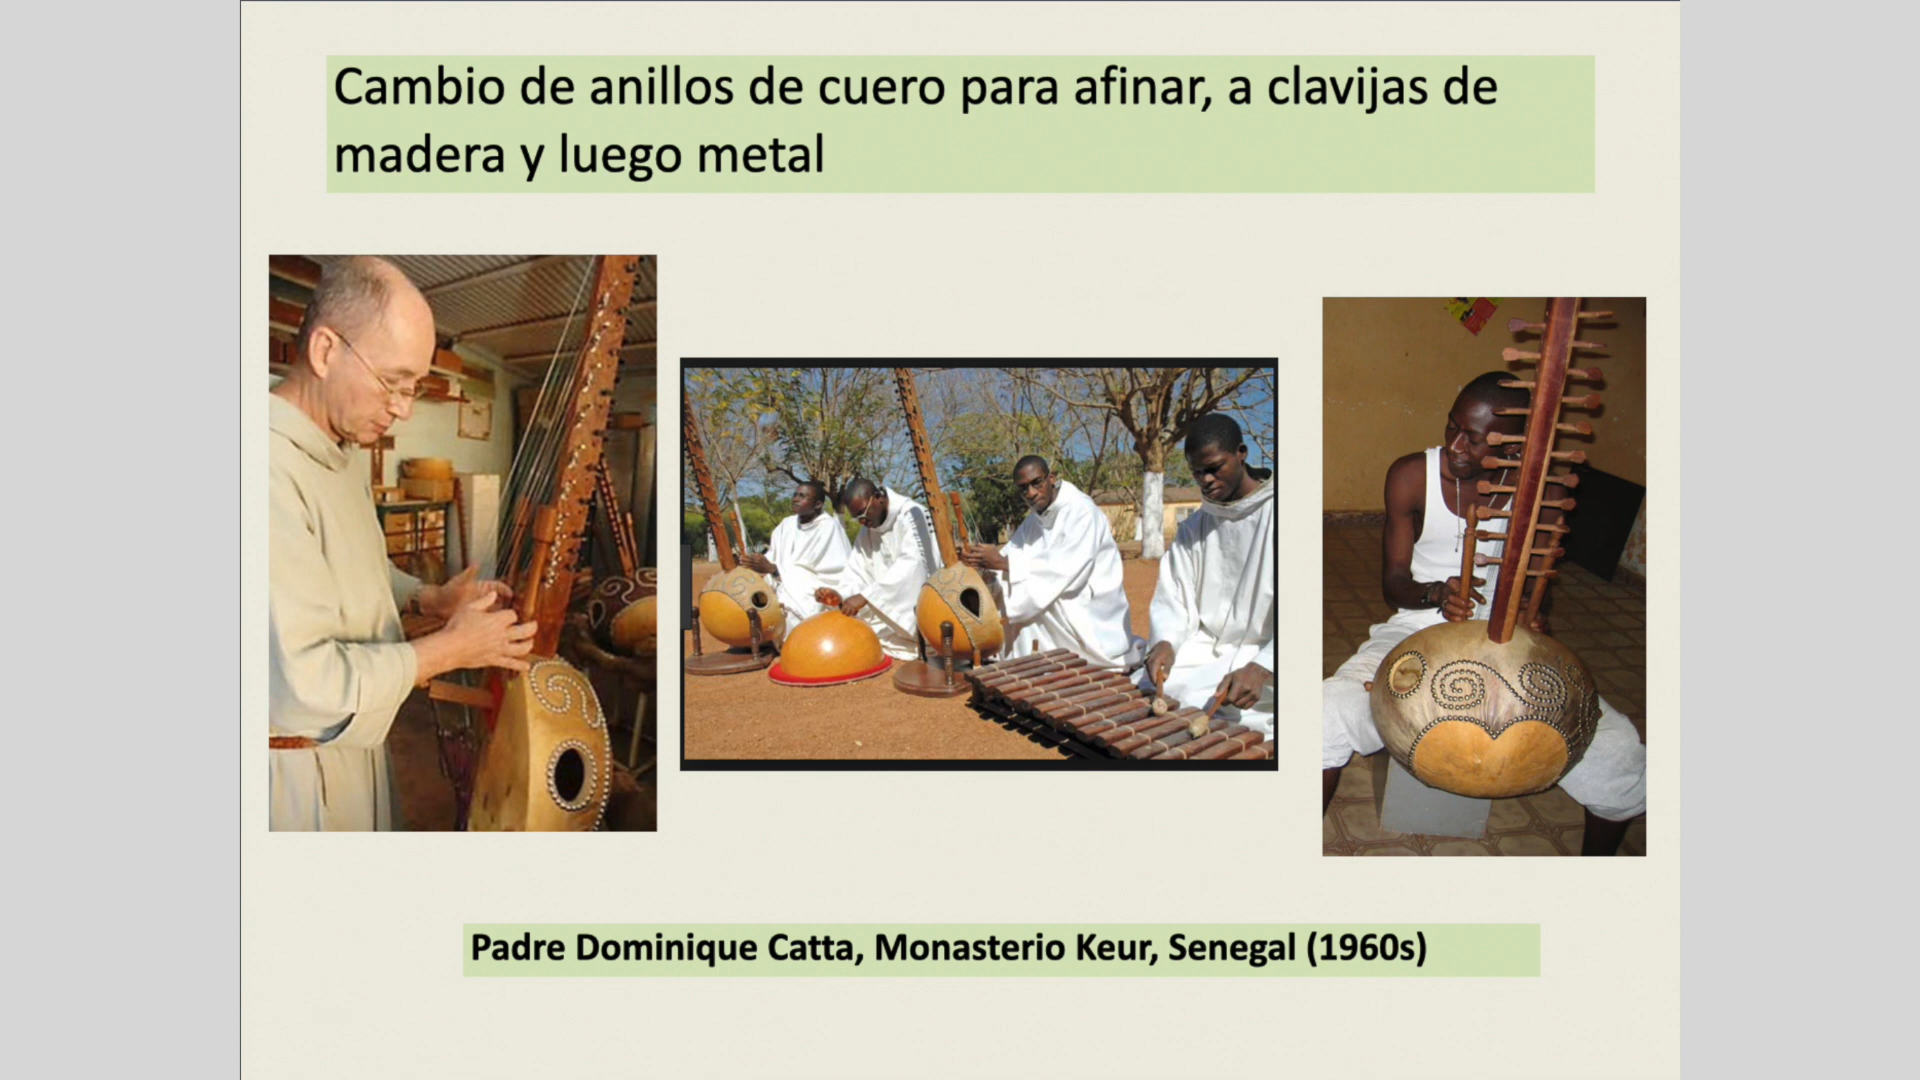 Cambio de anillos de cuero para afinar, a clavijas de
madera y luego metal
Padre Dominique Catta, Monasterio Keur, Senegal (1960s)